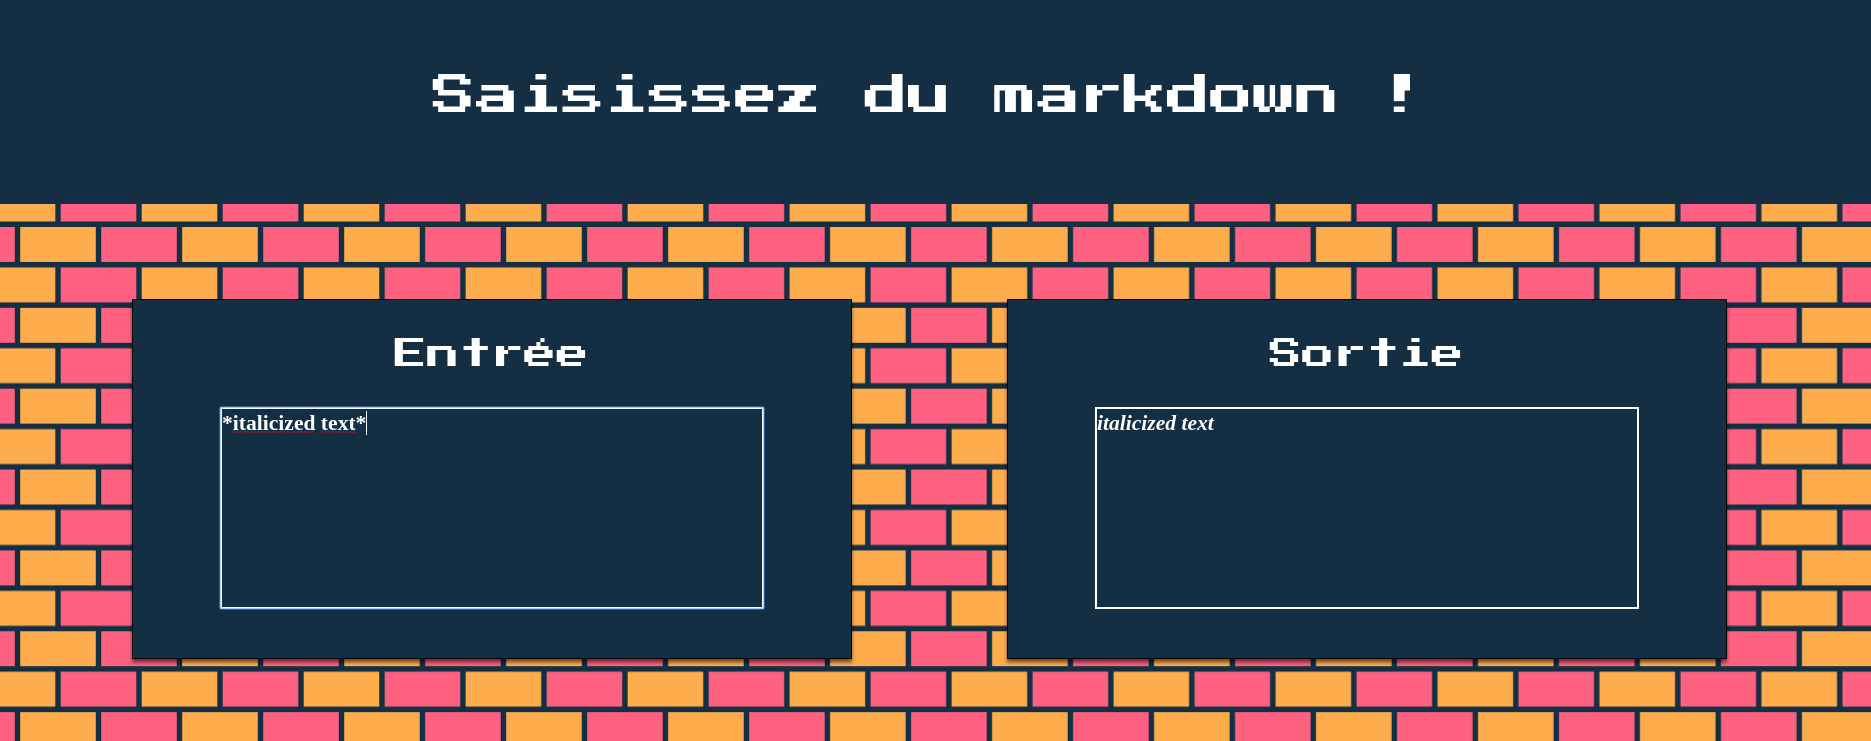 Saisissez du markdown !
Entrée
*italicized text*
Sortie
italicized text